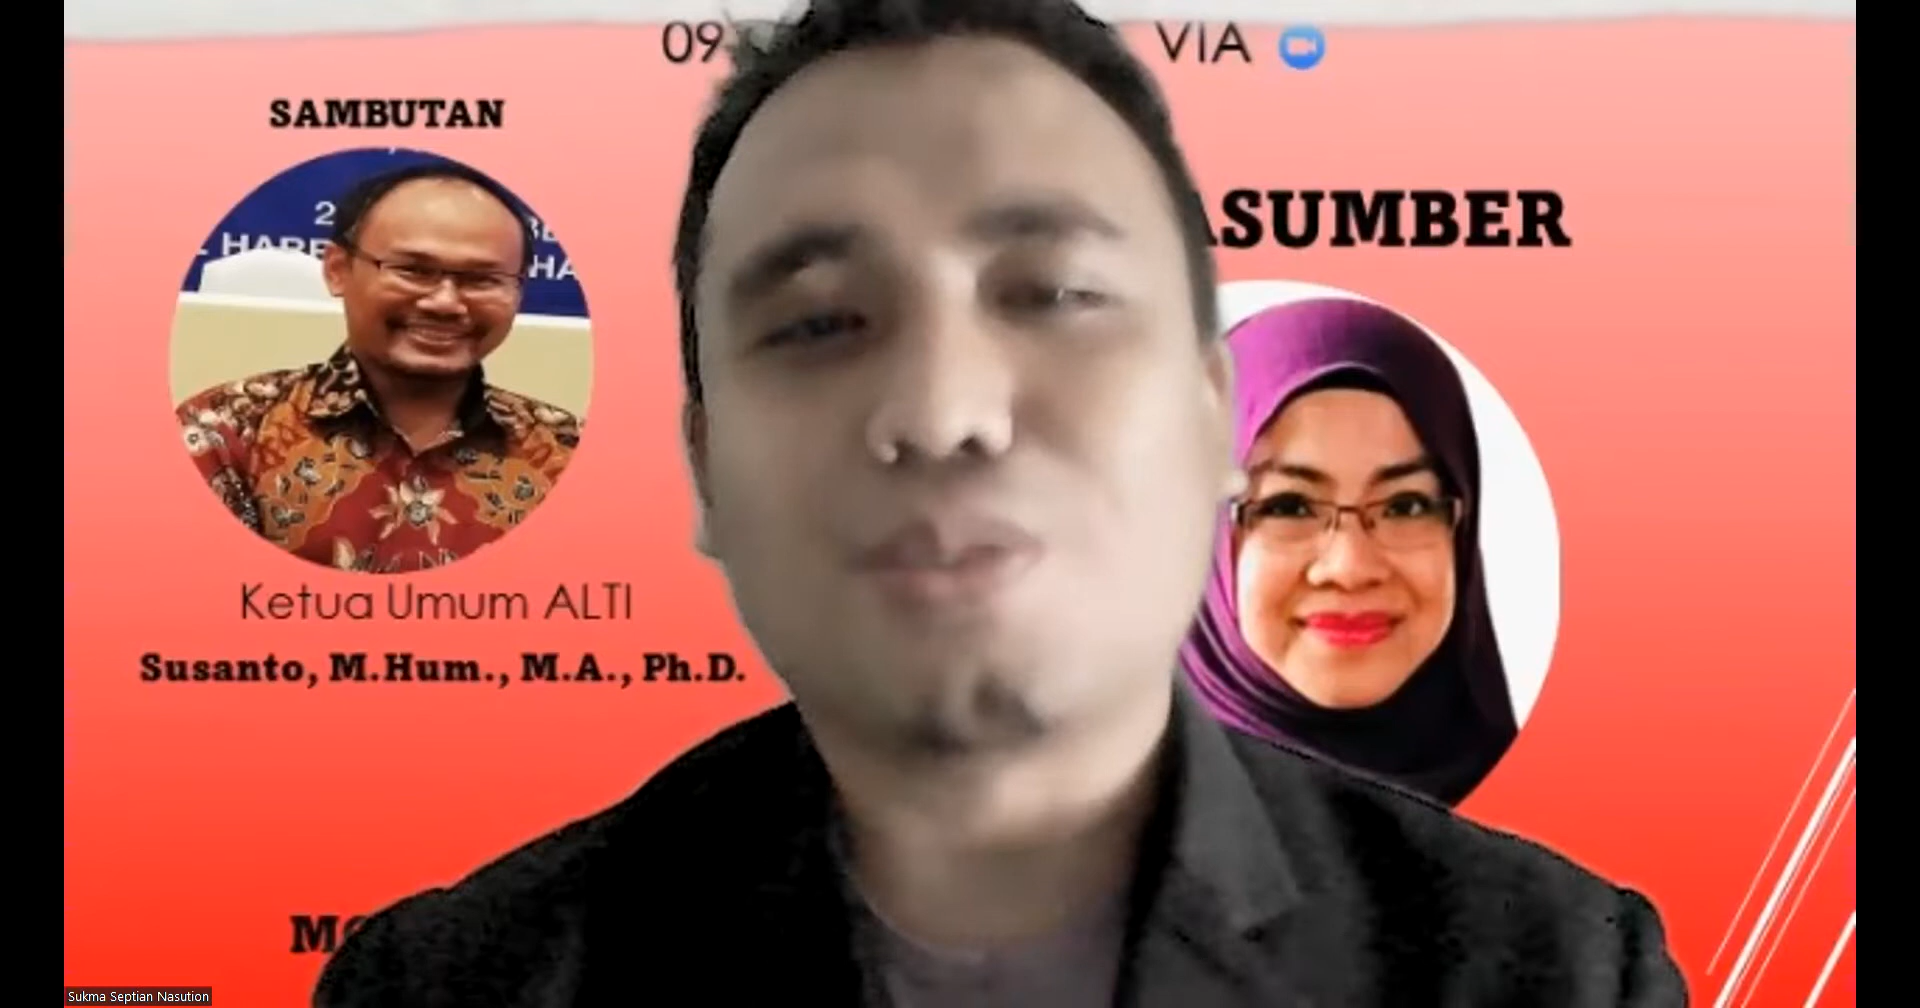 09
VIA
SAMBUTAN
ASUMBER
Ketua Umum ALTI
Susanto, M.Hum., M.A., Ph.D.
Sukma Septian Nasution